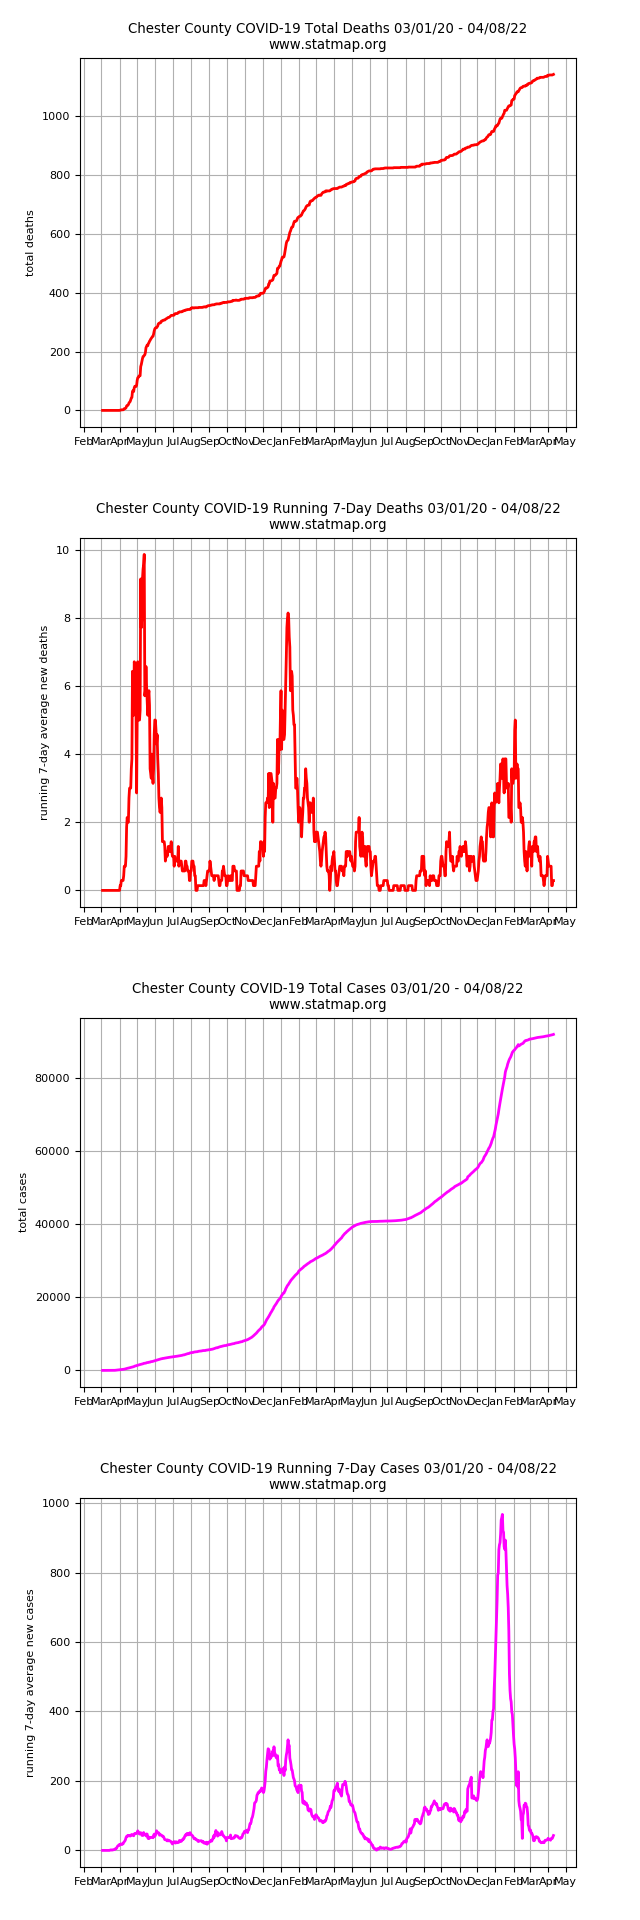 Chester County COVID-19 Total Deaths 03/01/20 - 04/08/22
www.statmap.org
total deaths
1000
800
600
400
200
0
Feb Mar Apr May Jun Jul Aug Sep Oct Nov Dec Jan Feb Mar Apr May Jun Jul Aug Sep Oct Nov Dec Jan Feb Mar Apr May
Chester County COVID-19 Running 7-Day Deaths 03/01/20 - 04/08/22
www.statmap.org
running 7-day average new deaths
10
8
6
4
2
0
Feb Mar Apr May Jun Jul Aug Sep Oct Nov Dec Jan Feb Mar Apr May Jun Jul Aug Sep Oct Nov Dec Jan Feb Mar Apr May
Chester County COVID-19 Total Cases 03/01/20 - 04/08/22
www.statmap.org
total cases
80000
60000
40000
20000
0
Feb Mar Apr May Jun Jul Aug Sep Oct Nov Dec Jan Feb Mar Apr May Jun Jul Aug Sep Oct Nov Dec Jan Feb Mar Apr May
Chester County COVID-19 Running 7-Day Cases 03/01/20 - 04/08/22
www.statmap.org
running 7-day average new cases
1000
800
600
400
200
0
Feb Mar Apr May Jun Jul Aug Sep Oct Nov Dec Jan Feb Mar Apr May Jun Jul Aug Sep Oct Nov Dec Jan Feb Mar Apr May